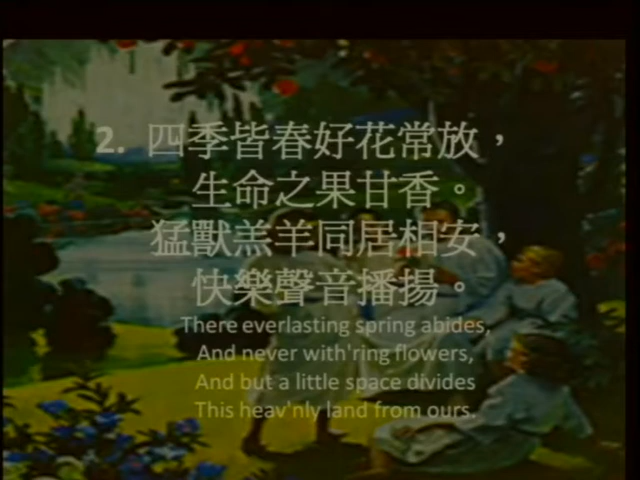 2. 四季皆春好花常放，
生命之果甘香。
猛獸羔羊同居相安，
快樂聲音播揚。
There everlasting spring abides,
And never with'ring flowers,
And but a little space divides
This heav'nly land from ours.